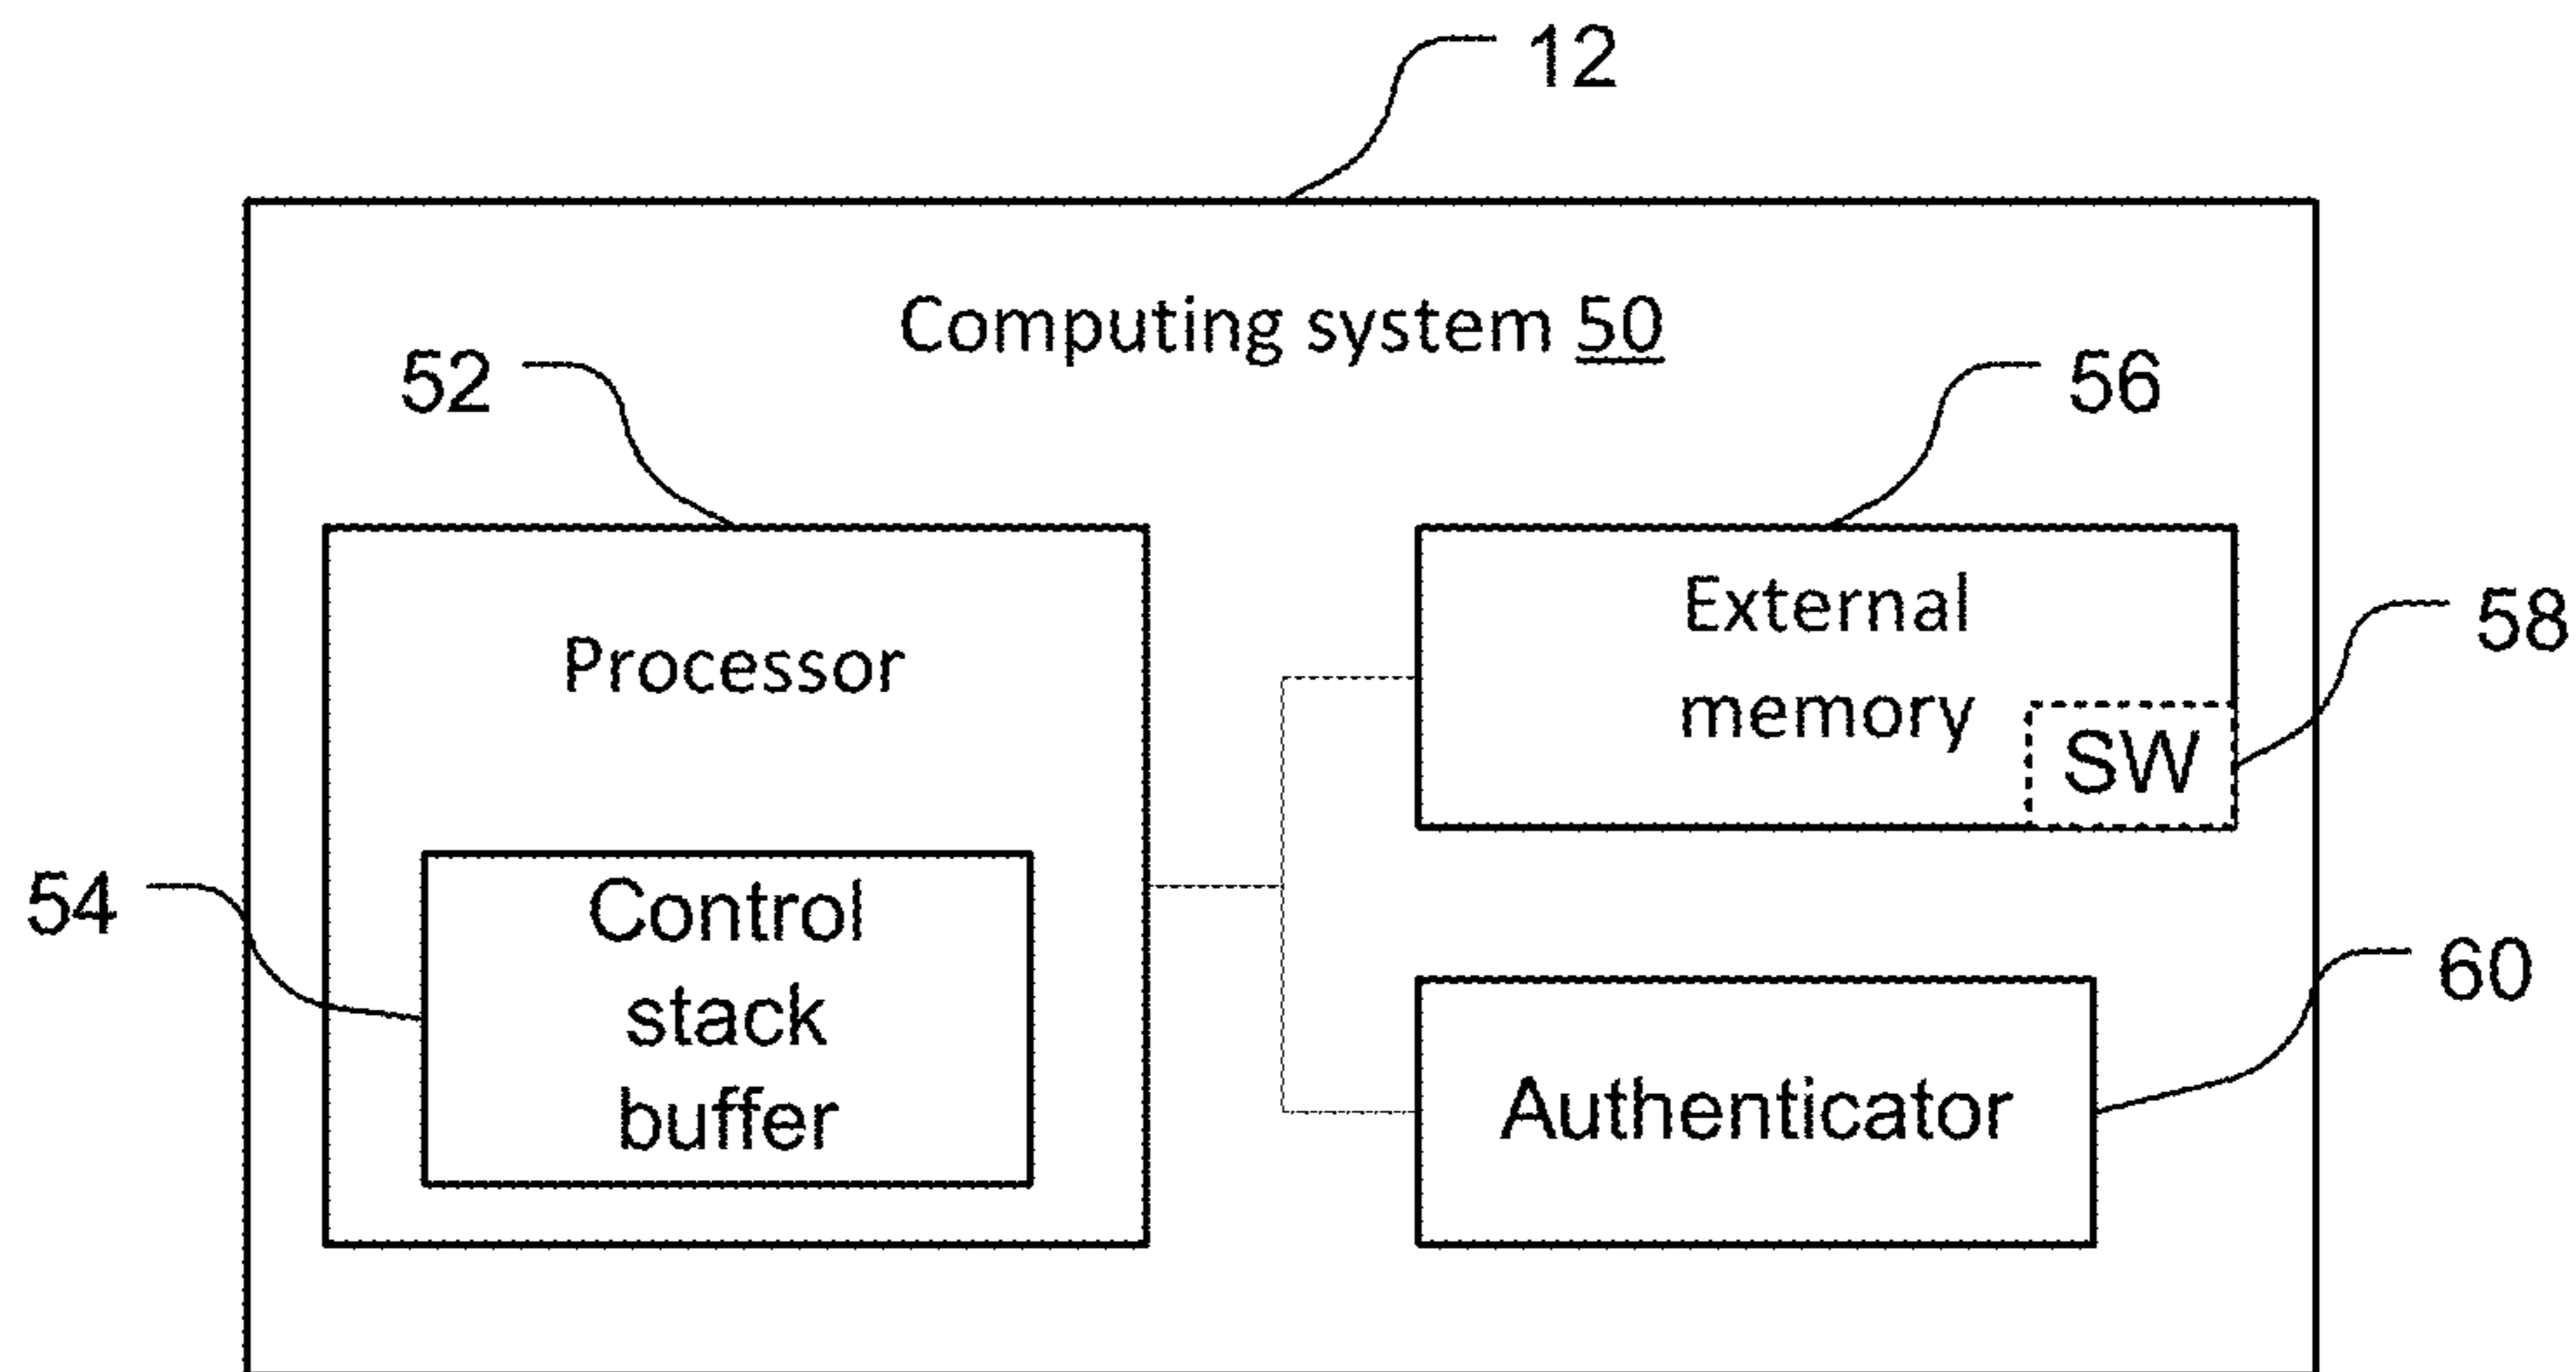 12
Computing system 50
52
56
Processor
External
memory
58
SW
54
Control
stack
buffer
60
Authenticator